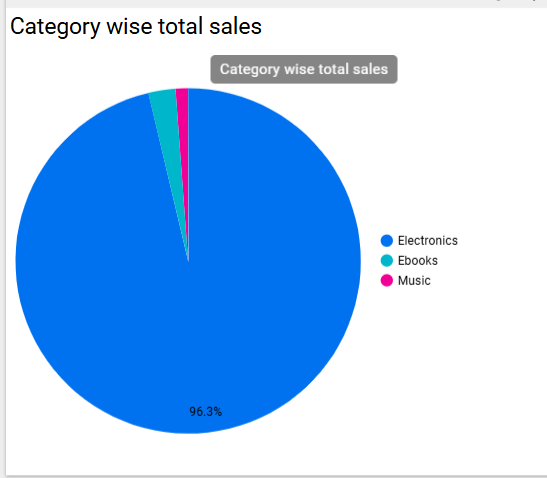 Category wise total sales
Category wise total sales
Electronics
Ebooks
Music
96.3%